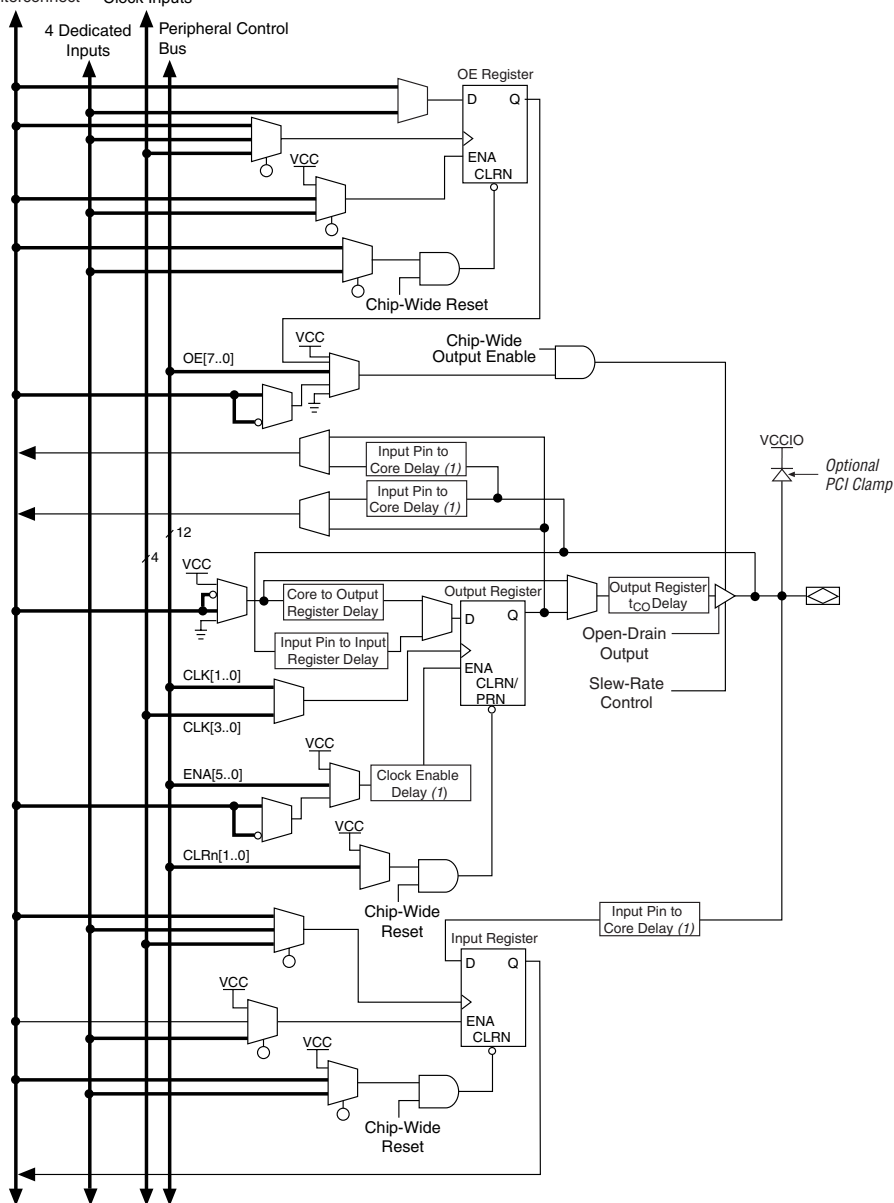 Clock Inputs
4 Dedicated
Inputs
Peripheral Control
Bus
OE Register
D Q
ENA
CLRN
VCC
Chip-Wide Reset
VCC
OE[7..0]
Chip-Wide
Output Enable
VCCIO
Optional
PCI Clamp
Input Pin to
Core Delay (1)
Input Pin to
Core Delay (1)
12
4
VCC
Core to Output
Register Delay
Input Pin to Input
Register Delay
Output Register
D Q
ENA
CLRN/
PRN
Output Register
tCO Delay
Open-Drain
Output
Slew-Rate
Control
CLK[1..0]
CLK[3..0]
VCC
ENA[5..0]
Clock Enable
Delay (1)
VCC
CLRn[1..0]
Chip-Wide
Reset
Input Pin to
Core Delay (1)
Input Register
D Q
ENA
CLRN
VCC
VCC
Chip-Wide
Reset